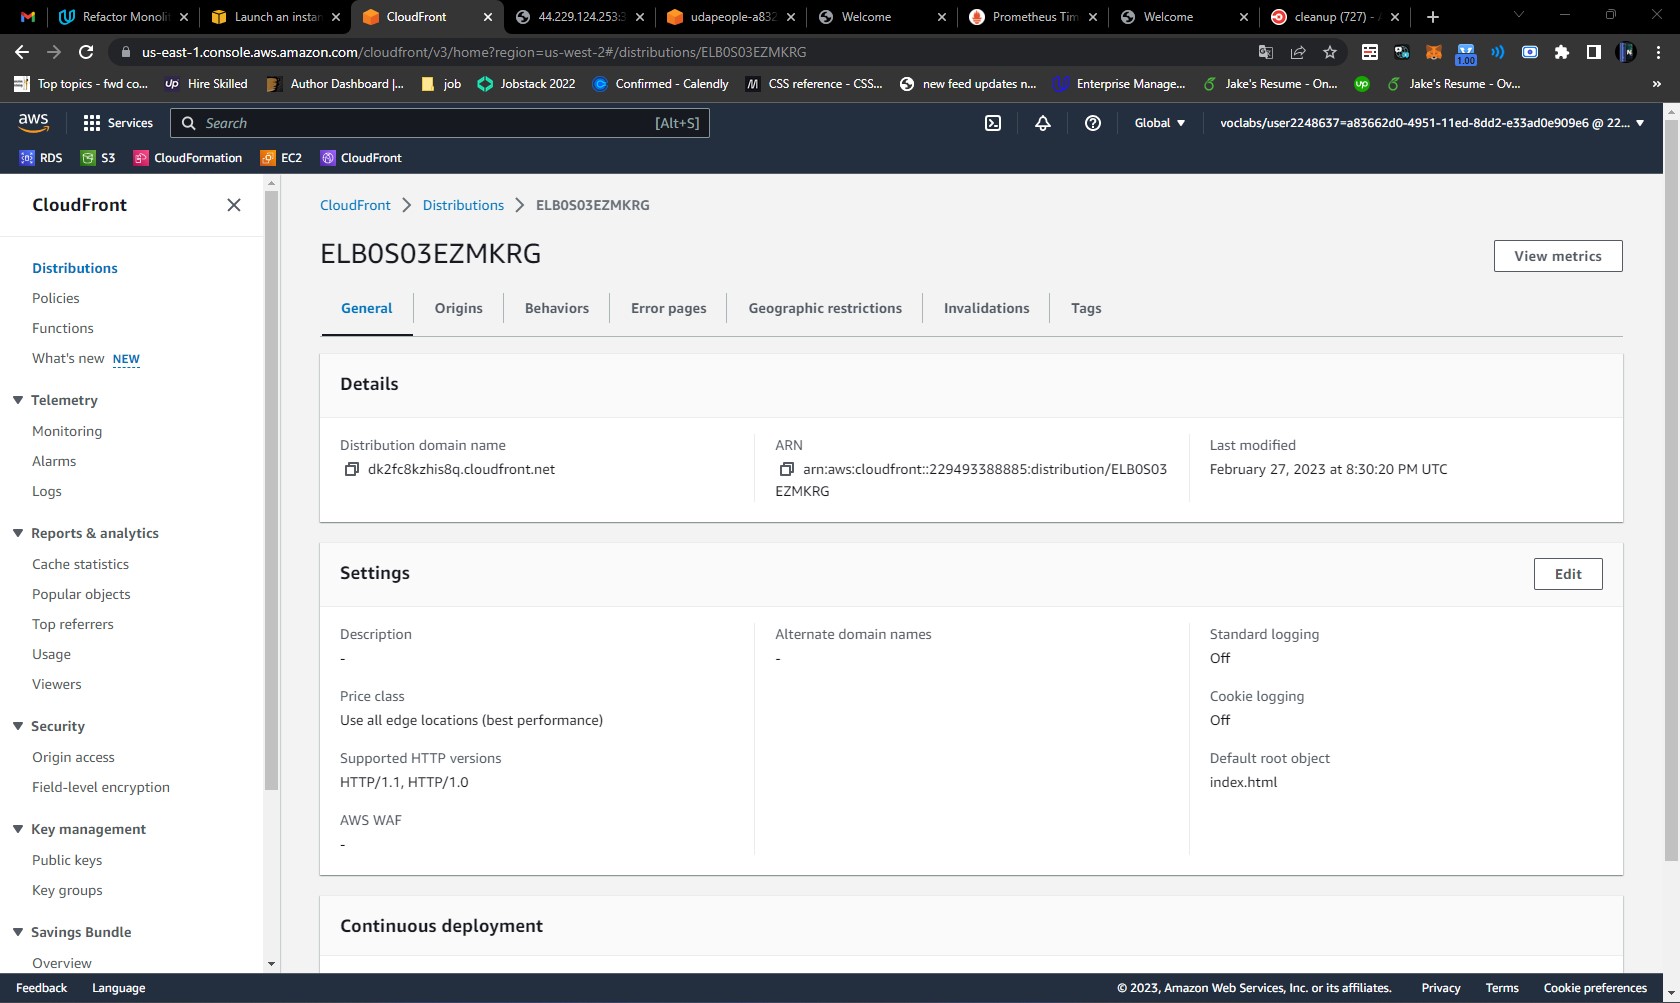 Refactor Monolit
Launch an instan
CloudFront
44.229.124.253:3
udapeople-a832
Welcome
Prometheus Tim
Welcome
cleanup (727) - A
us-east-1.console.aws.amazon.com/cloudfront/v3/home?region=us-west-2#/distributions/ELB0S03EZMKRG
1.00
Top topics - fwd co...
Hire Skilled
Author Dashboard |...
job
Jobstack 2022
Confirmed - Calendly
CSS reference - CSS...
new feed updates n...
Enterprise Manage...
Jake's Resume - On...
up
Jake's Resume - Ov...
»
aws
Services
Search
[Alt+S]
Global
voclabs/user2248637=a83662d0-4951-11ed-8dd2-e33ad0e909e6 @ 22...
RDS
S3
CloudFormation
EC2
CloudFront
CloudFront
Distributions
Policies
Functions
What's new NEW
Telemetry
Monitoring
Alarms
Logs
Reports & analytics
Cache statistics
Popular objects
Top referrers
Usage
Viewers
Security
Origin access
Field-level encryption
Key management
Public keys
Key groups
Savings Bundle
Overview
CloudFront > Distributions > ELB0S03EZMKRG
ELB0S03EZMKRG
View metrics
General
Origins
Behaviors
Error pages
Geographic restrictions
Invalidations
Tags
Details
Distribution domain name
dk2fc8kzhis8q.cloudfront.net
ARN
arn:aws:cloudfront::229493388885:distribution/ELB0S03
EZMKRG
Last modified
February 27, 2023 at 8:30:20 PM UTC
Settings
Edit
Description
-
Price class
Use all edge locations (best performance)
Supported HTTP versions
HTTP/1.1, HTTP/1.0
AWS WAF
-
Alternate domain names
-
Standard logging
Off
Cookie logging
Off
Default root object
index.html
Continuous deployment
Feedback
Language
© 2023, Amazon Web Services, Inc. or its affiliates.
Privacy
Terms
Cookie preferences